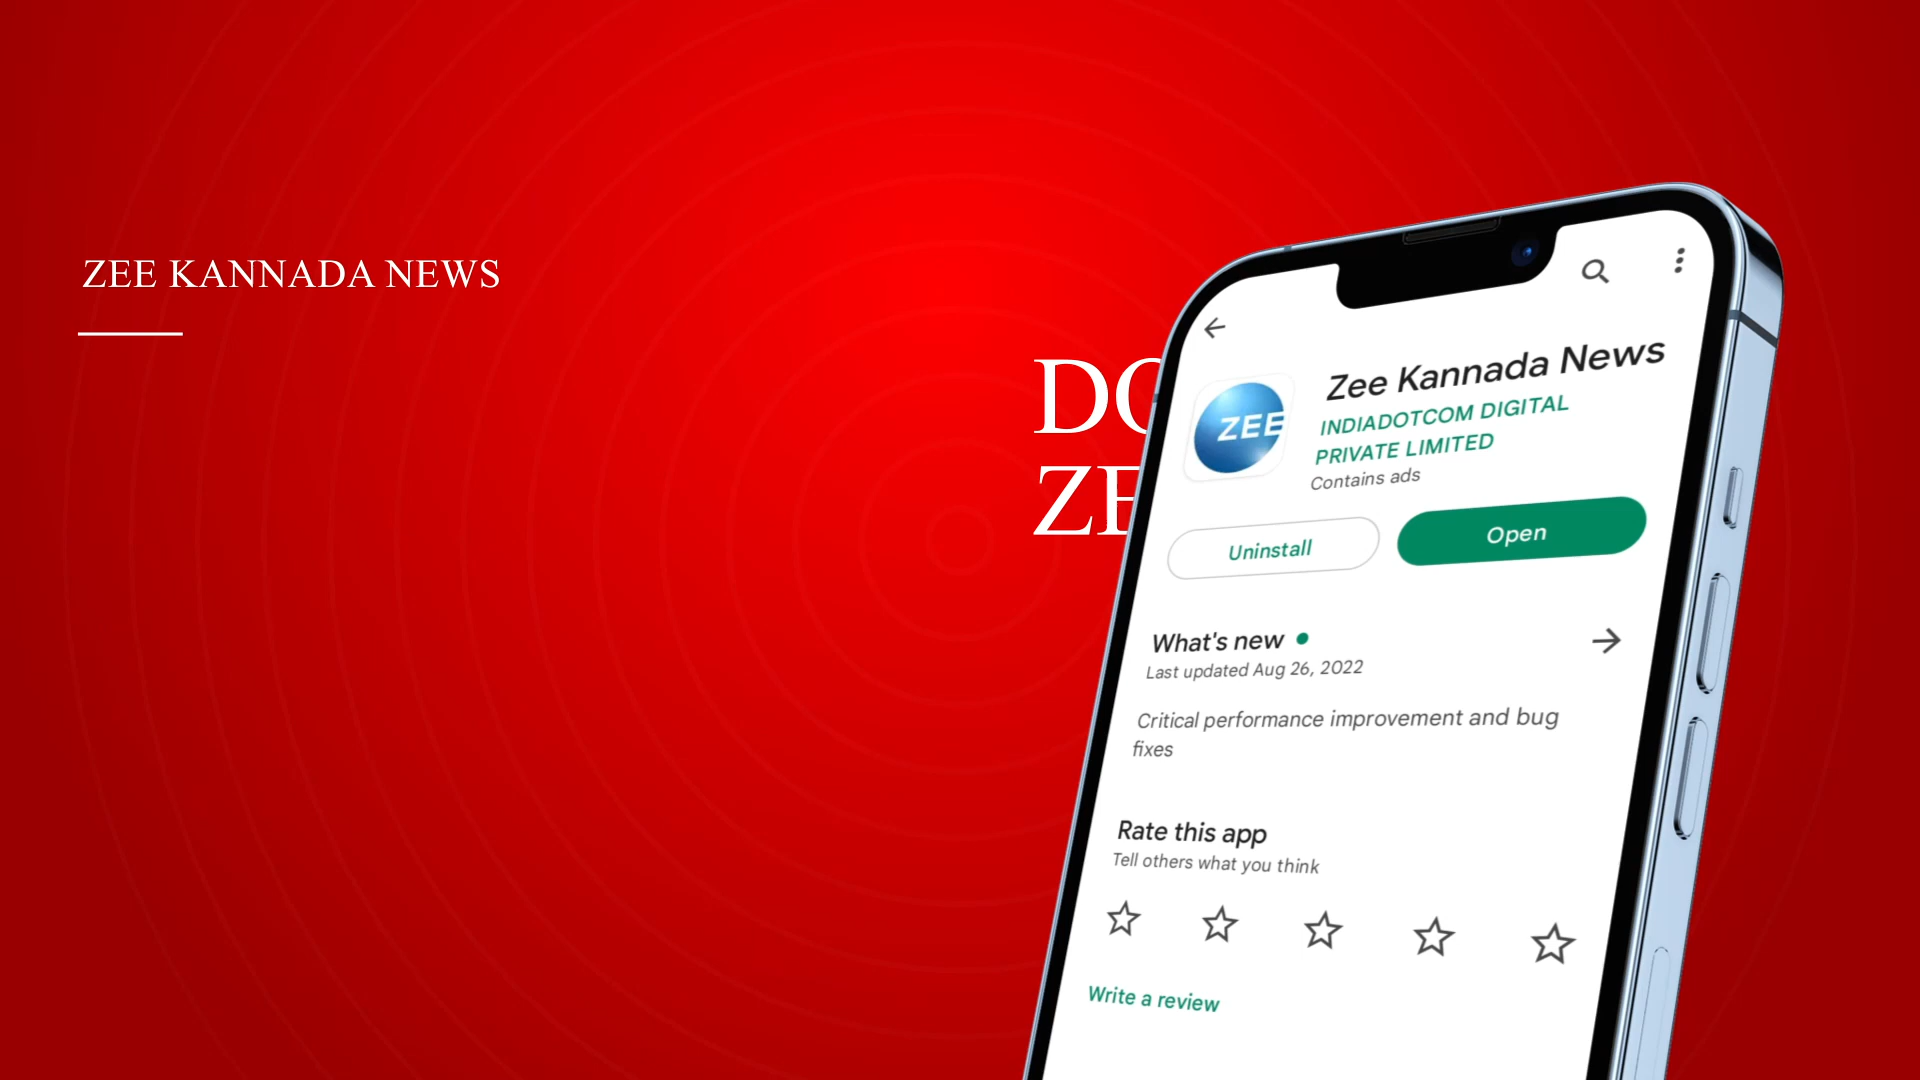 ZEE KANNADA NEWS
Zee Kannada News
ZEE
INDIADOTCOM DIGITAL
PRIVATE LIMITED
Contains ads
Uninstall
Open
What's new
Last updated Aug 26, 2022
Critical performance improvement and bug
fixes
Rate this app
Tell others what you think
Write a review